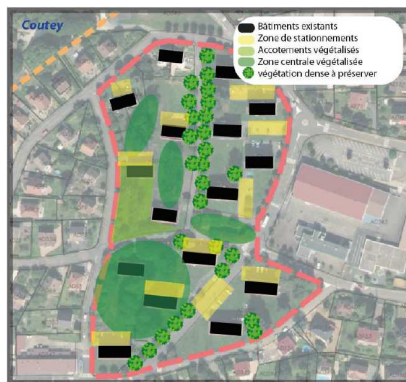 Coutey
Bâtiments existants
Zone de stationnements
Accotements végétalisés
Zone centrale végétalisée
végétation dense à préserver